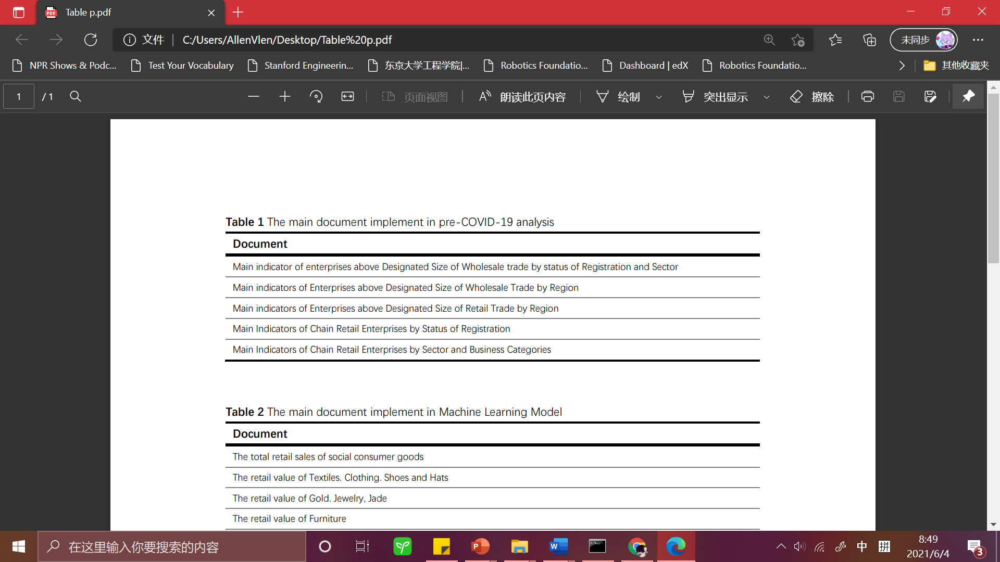 Table p.pdf
文件 C:/Users/AllenVlen/Desktop/Table%20p.pdf
未同步
NPR Shows & Podc... Test Your Vocabulary Stanford Engineerin... 东京大学工程学院|... Robotics Foundatio... Dashboard | edX Robotics Foundatio... 其他收藏夹
1 / 1 页面视图 朗读此页内容 绘制 突出显示 擦除
Table 1 The main document implement in pre-COVID-19 analysis
Document
Main indicator of enterprises above Designated Size of Wholesale trade by status of Registration and Sector
Main indicators of Enterprises above Designated Size of Wholesale Trade by Region
Main indicators of Enterprises above Designated Size of Retail Trade by Region
Main Indicators of Chain Retail Enterprises by Status of Registration
Main Indicators of Chain Retail Enterprises by Sector and Business Categories
Table 2 The main document implement in Machine Learning Model
Document
The total retail sales of social consumer goods
The retail value of Textiles. Clothing. Shoes and Hats
The retail value of Gold. Jewelry, Jade
The retail value of Furniture
在这里输入你要搜索的内容
中 拼 8:49
2021/6/4 3